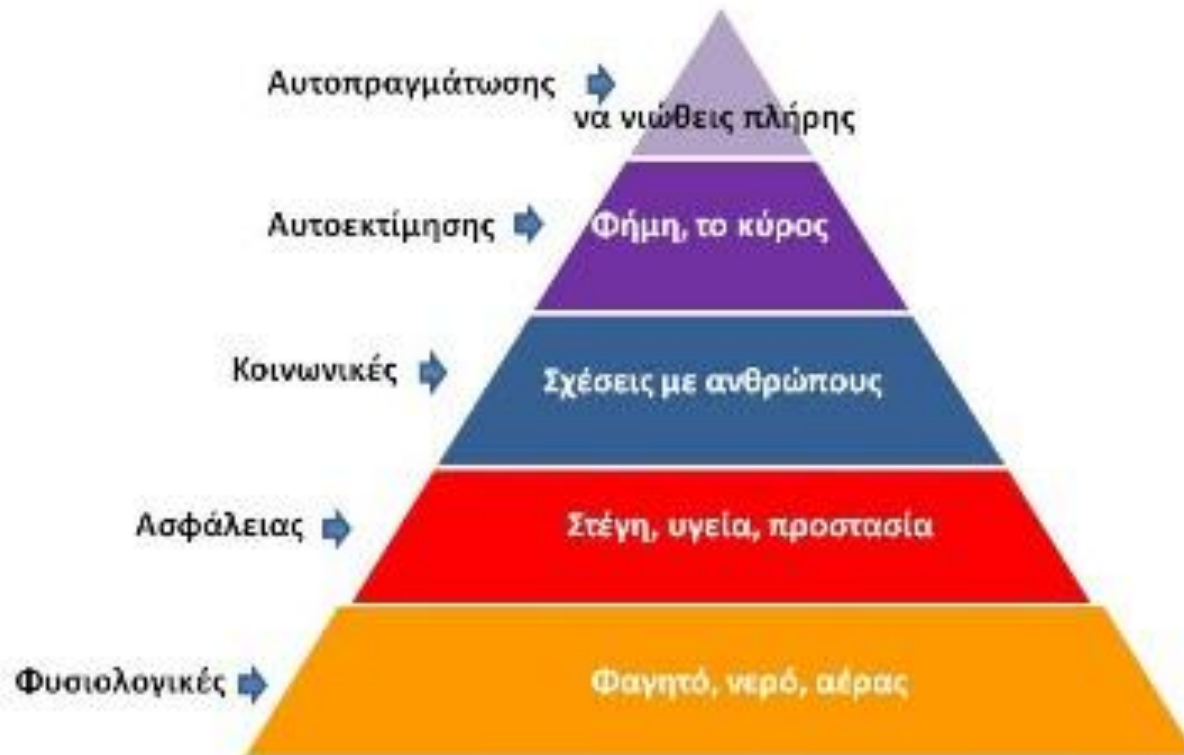 Αυτοπραγμάτωσης
να νιώθεις πλήρης
Αυτοεκτίμησης
Φήμη, το κύρος
Κοινωνικές
Σχέσεις με ανθρώπους
Ασφάλειας
Στέγη, υγεία, προστασία
Φυσιολογικές
Φαγητό, νερό, αέρας